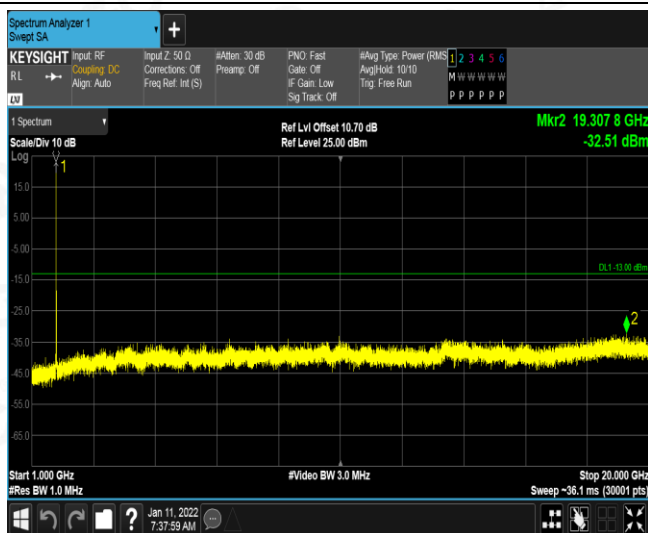 Spectrum Analyzer 1
Swept SA
+
KEYSIGHT
RL
LXI
Input: RF
Coupling: DC
Align: Auto
Input Z: 50 Ω
Corrections: Off
Freq Ref: Int (S)
#Atten: 30 dB
Preamp: Off
PNO: Fast
Gate: Off
IF Gain: Low
Sig Track: Off
#Avg Type: Power (RMS
Avg|Hold: 10/10
Trig: Free Run
1 2 3 4 5 6
M W W W W W
P P P P P P
1 Spectrum
Scale/Div 10 dB
Log
Ref Lvl Offset 10.70 dB
Ref Level 25.00 dBm
Mkr2 19.307 8 GHz
-32.51 dBm
1
15.0
5.00
-5.00
DL1 -13.00 dBm
-15.0
-25.0
2
-35.0
-45.0
-55.0
-65.0
Start 1.000 GHz
#Video BW 3.0 MHz
Stop 20.000 GHz
#Res BW 1.0 MHz
Sweep ~36.1 ms (30001 pts)
?
Jan 11, 2022
7:37:59 AM